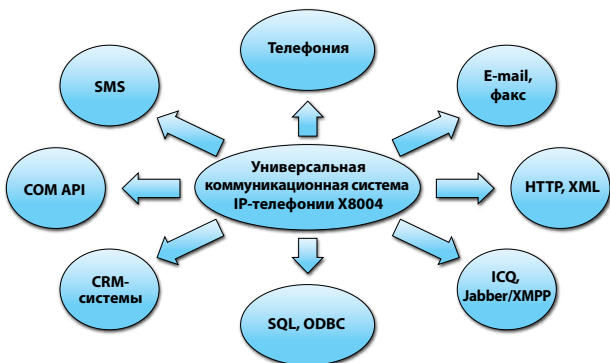 Телефония
SMS
E-mail,
факс
Универсальная
коммуникационная система
IP-телефонии X8004
COM API
HTTP, XML
CRM-
системы
ICQ,
Jabber/XMPP
SQL, ODBC